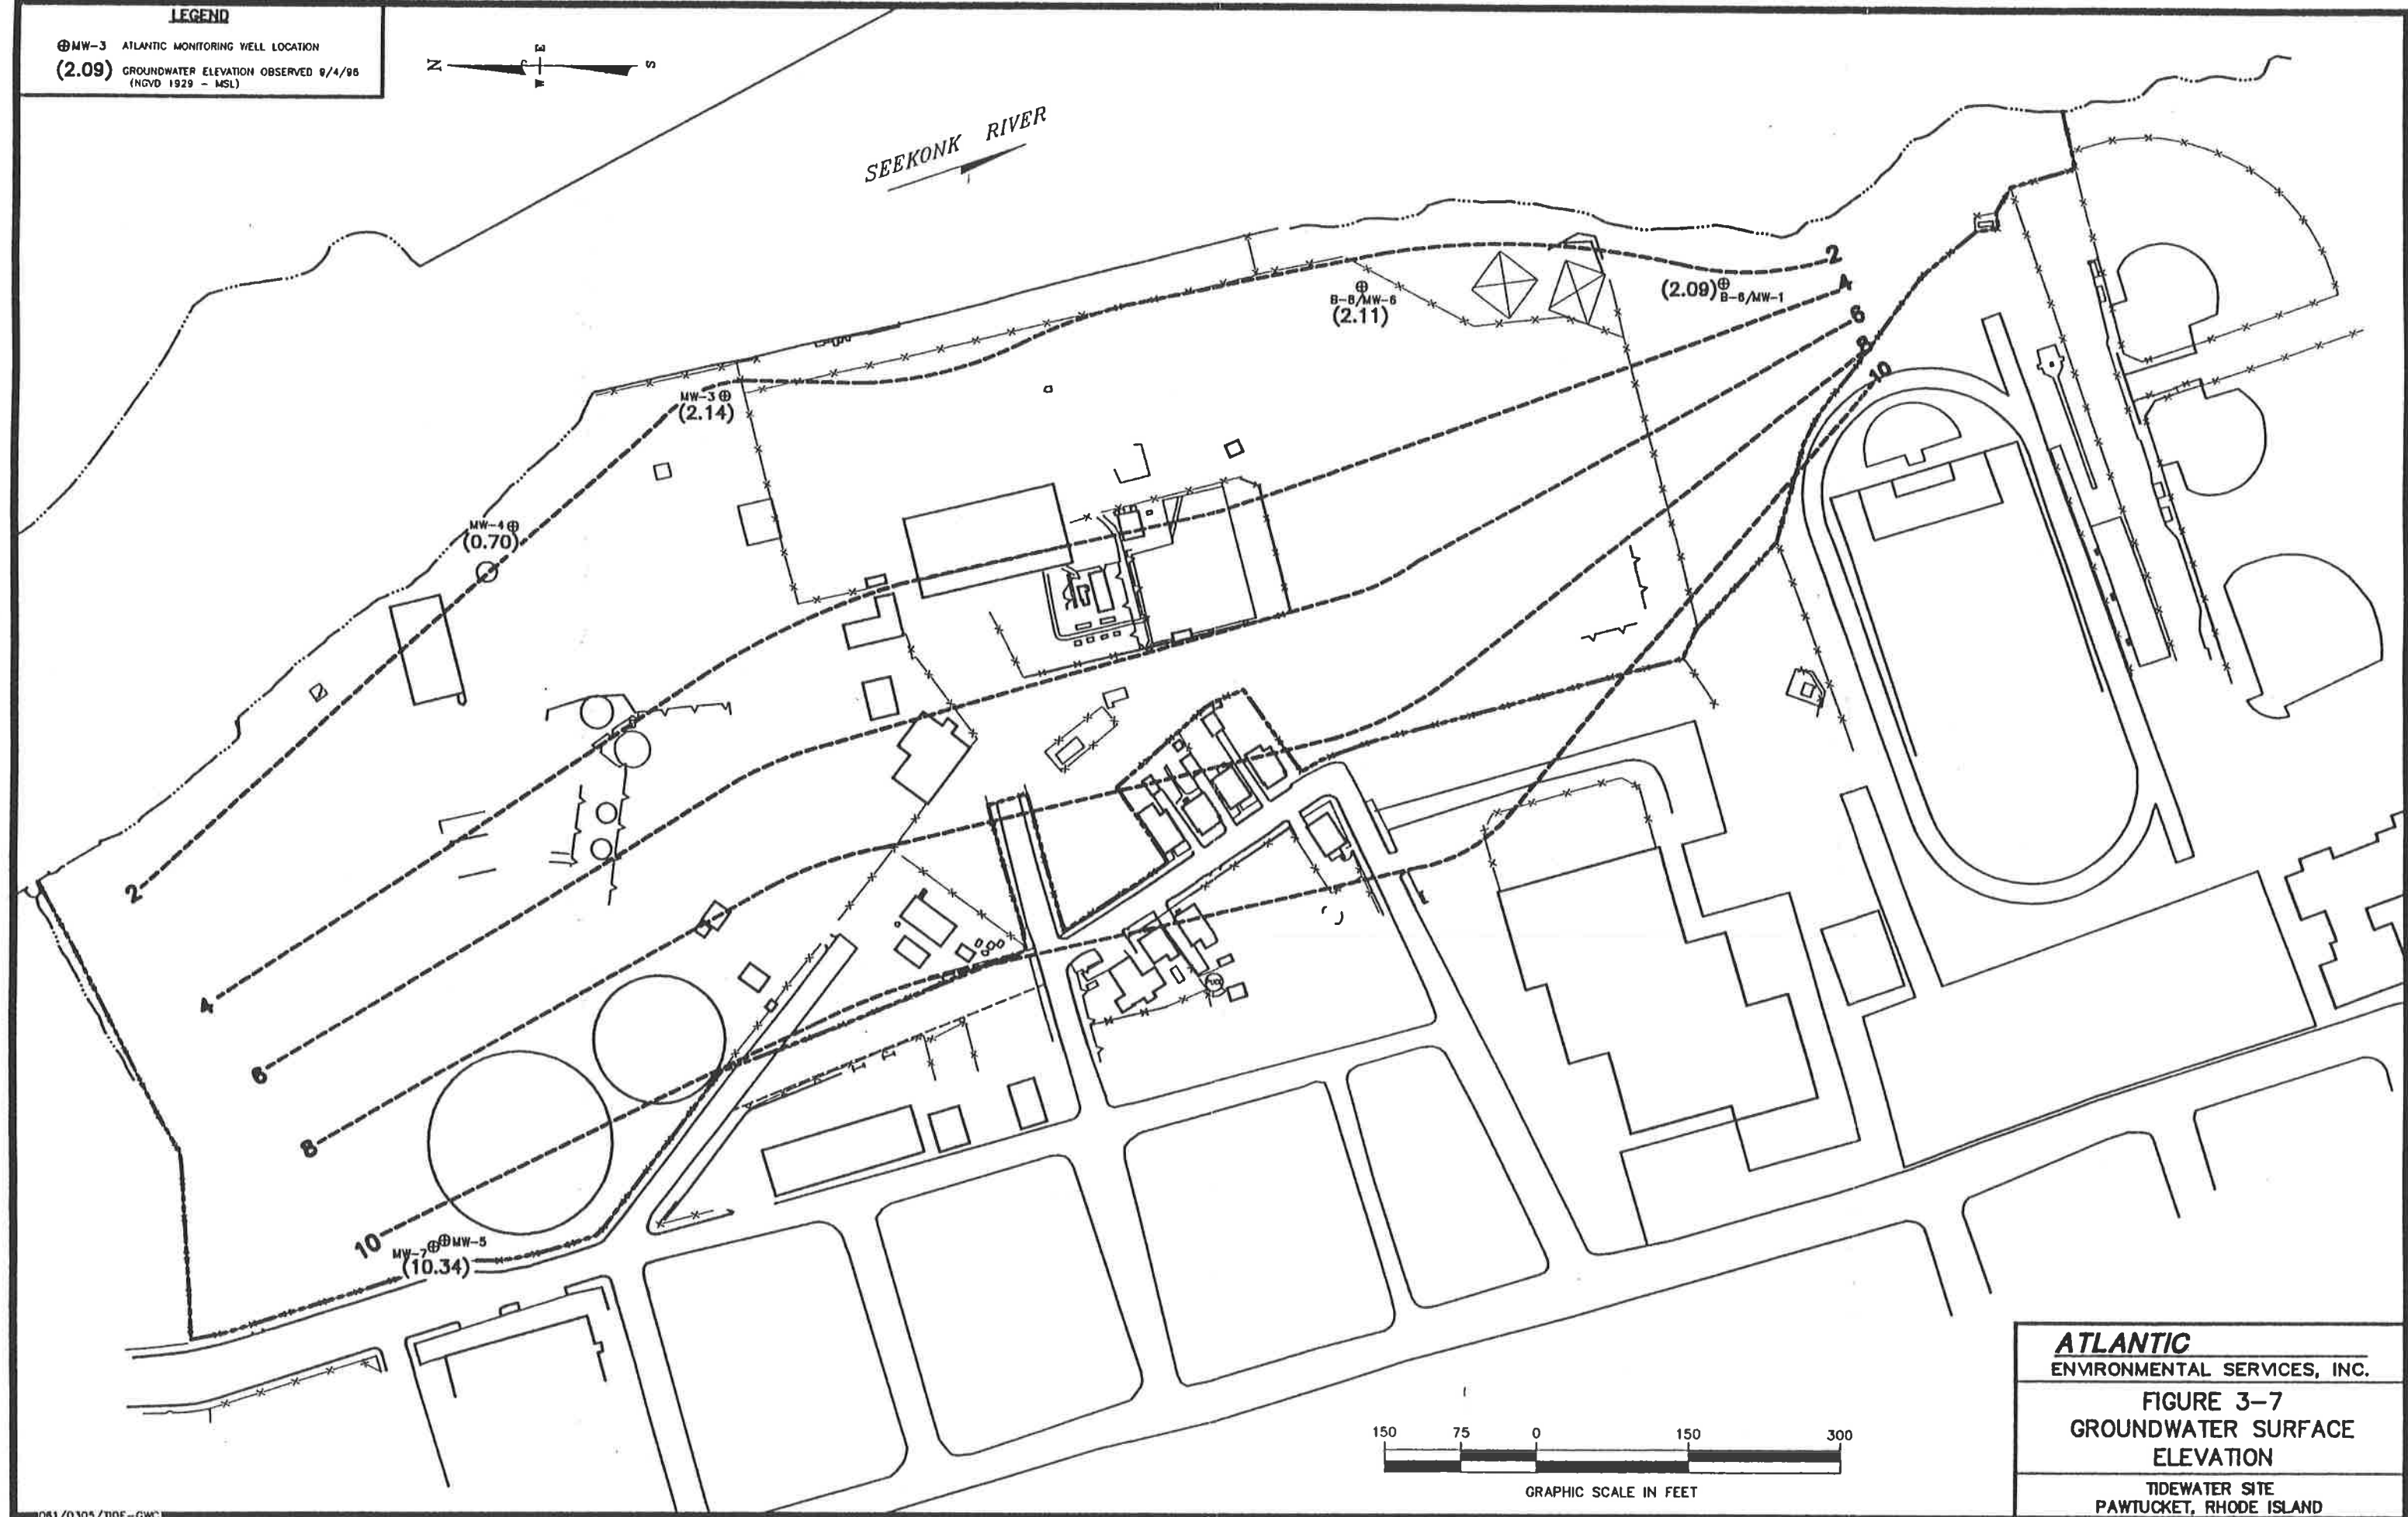 LEGEND
⊕MW-3 ATLANTIC MONITORING WELL LOCATION
(2.09) GROUNDWATER ELEVATION OBSERVED 9/4/96
(NGVD 1929 - MSL)
N
E
W
S
SEEKONK RIVER
2
4
6
8
10
(2.09)⊕ B-6/MW-1
⊕
B-8/MW-6
(2.11)
MW-3 ⊕
(2.14)
MW-4 ⊕
(0.70)
2
4
6
8
10
MW-7⊕⊕MW-5
(10.34)
150 75 0 150 300
GRAPHIC SCALE IN FEET
ATLANTIC
ENVIRONMENTAL SERVICES, INC.
FIGURE 3-7
GROUNDWATER SURFACE
ELEVATION
TIDEWATER SITE
PAWTUCKET, RHODE ISLAND